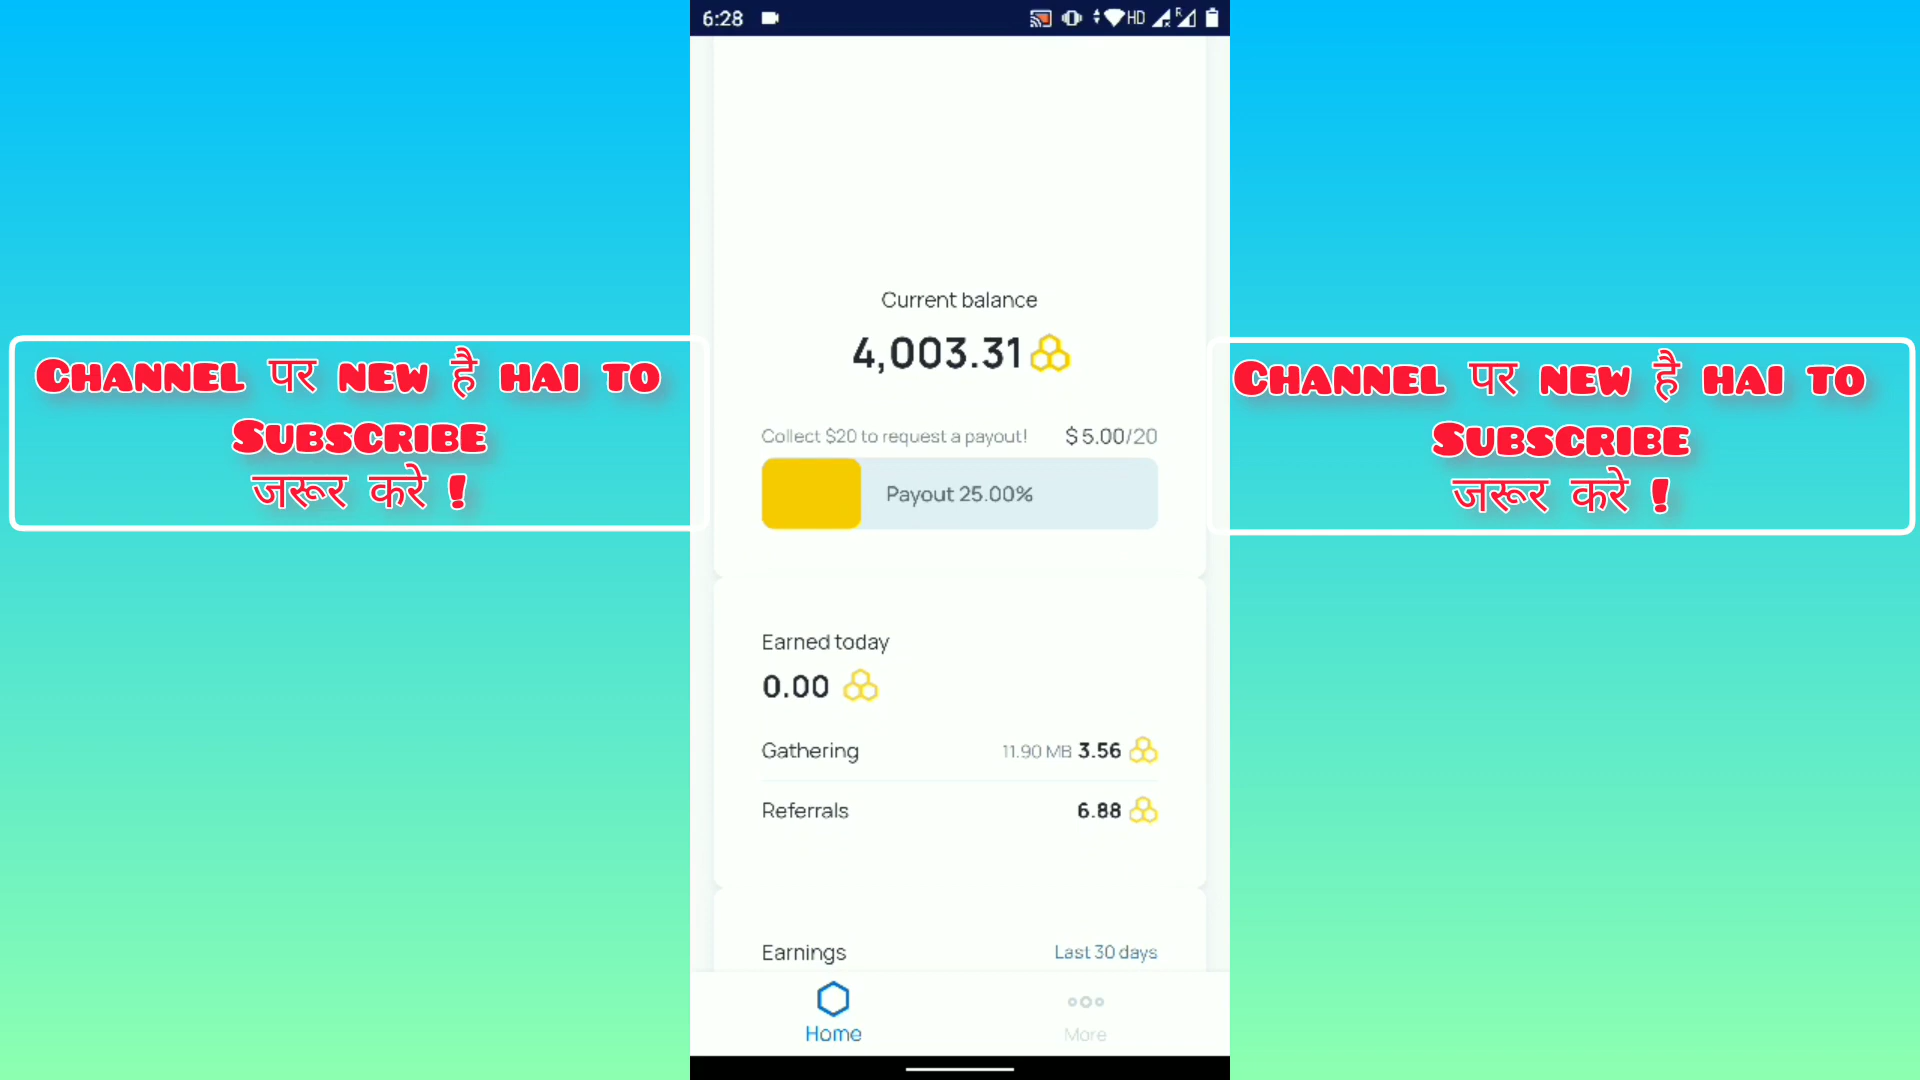 6:28
HD
R
Channel पर new है hai to
Subscribe
जरूर करे !
Current balance
4,003.31
Collect $20 to request a payout! $5.00/20
Payout 25.00%
Earned today
0.00
Gathering 11.90 MB 3.56
Referrals 6.88
Earnings Last 30 days
Home
More
Channel पर new है hai to
Subscribe
जरूर करे !